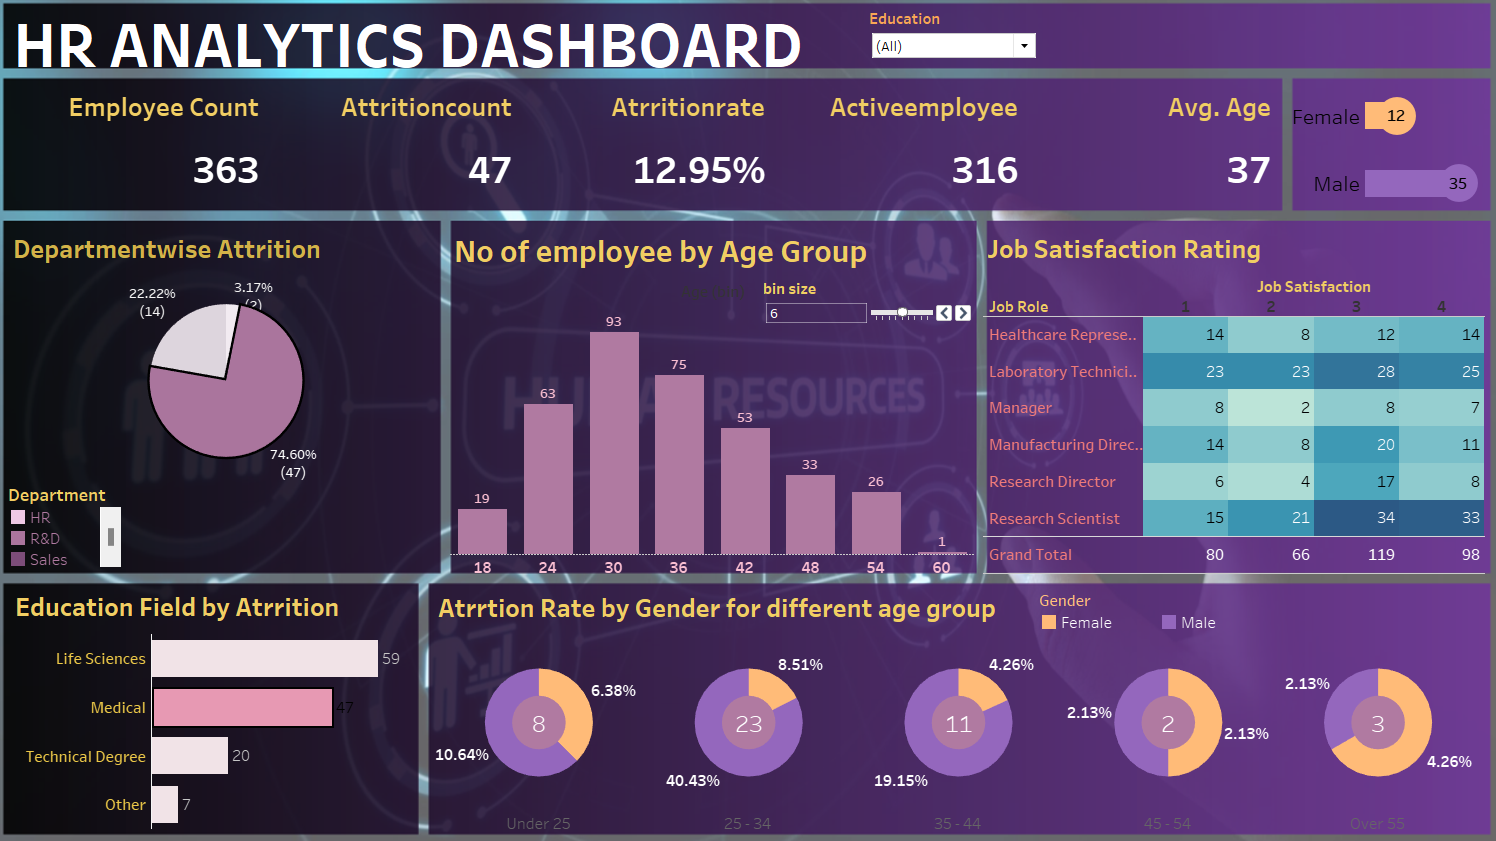 HR ANALYTICS DASHBOARD
Education
(All)
Employee Count
Attritioncount
Atrritionrate
Activeemployee
Avg. Age
363
47
12.95%
316
37
Female
12
Male
35
Departmentwise Attrition
22.22%
(14)
3.17%
(2)
74.60%
(47)
Department
HR
R&D
Sales
No of employee by Age Group
bin size
6
HU
RESOURCES
19
63
93
75
53
33
26
1
18
24
30
36
42
48
54
60
Job Satisfaction Rating
Job Satisfaction
Job Role
1
2
3
4
Healthcare Represe.. 14 8 12 14
Laboratory Technici.. 23 23 28 25
Manager 8 2 8 7
Manufacturing Direc.. 14 8 20 11
Research Director 6 4 17 8
Research Scientist 15 21 34 33
Grand Total 80 66 119 98
Education Field by Atrrition
Life Sciences 59
Medical 47
Technical Degree 20
Other 7
Atrrtion Rate by Gender for different age group
Gender
Female
Male
6.38%
8
10.64%
8.51%
23
40.43%
4.26%
11
19.15%
2.13%
2
2.13%
2.13%
3
4.26%
Under 25
25 - 34
35 - 44
45 - 54
Over 55